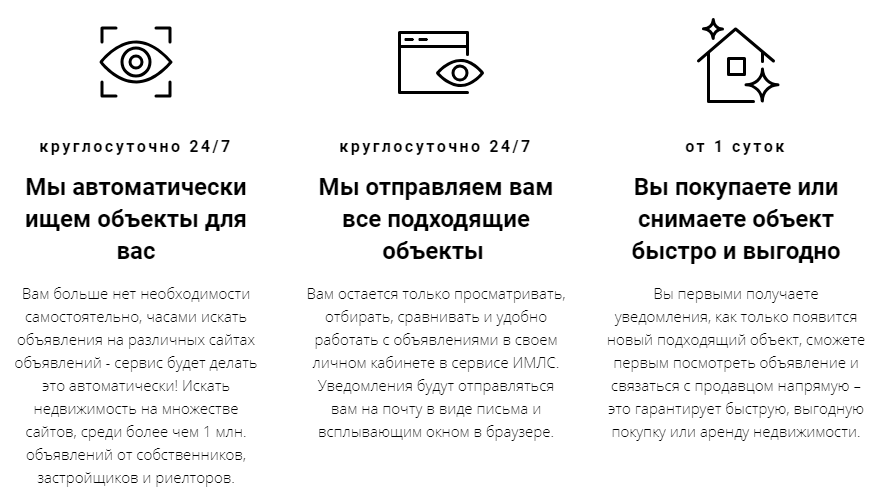 круглосуточно 24/7
Мы автоматически
ищем объекты для
вас
Вам больше нет необходимости
самостоятельно, часами искать
объявления на различных сайтах
объявлений - сервис будет делать
это автоматически! Искать
недвижимость на множестве
сайтов, среди более чем 1 млн.
объявлений от собственников,
застройщиков и риелторов.
круглосуточно 24/7
Мы отправляем вам
все подходящие
объекты
Вам остается только просматривать,
отбирать, сравнивать и удобно
работать с объявлениями в своем
личном кабинете в сервисе ИМЛС.
Уведомления будут отправляться
вам на почту в виде письма и
всплывающим окном в браузере.
от 1 суток
Вы покупаете или
снимаете объект
быстро и выгодно
Вы первыми получаете
уведомления, как только появится
новый подходящий объект, сможете
первым посмотреть объявление и
связаться с продавцом напрямую –
это гарантирует быструю, выгодную
покупку или аренду недвижимости.